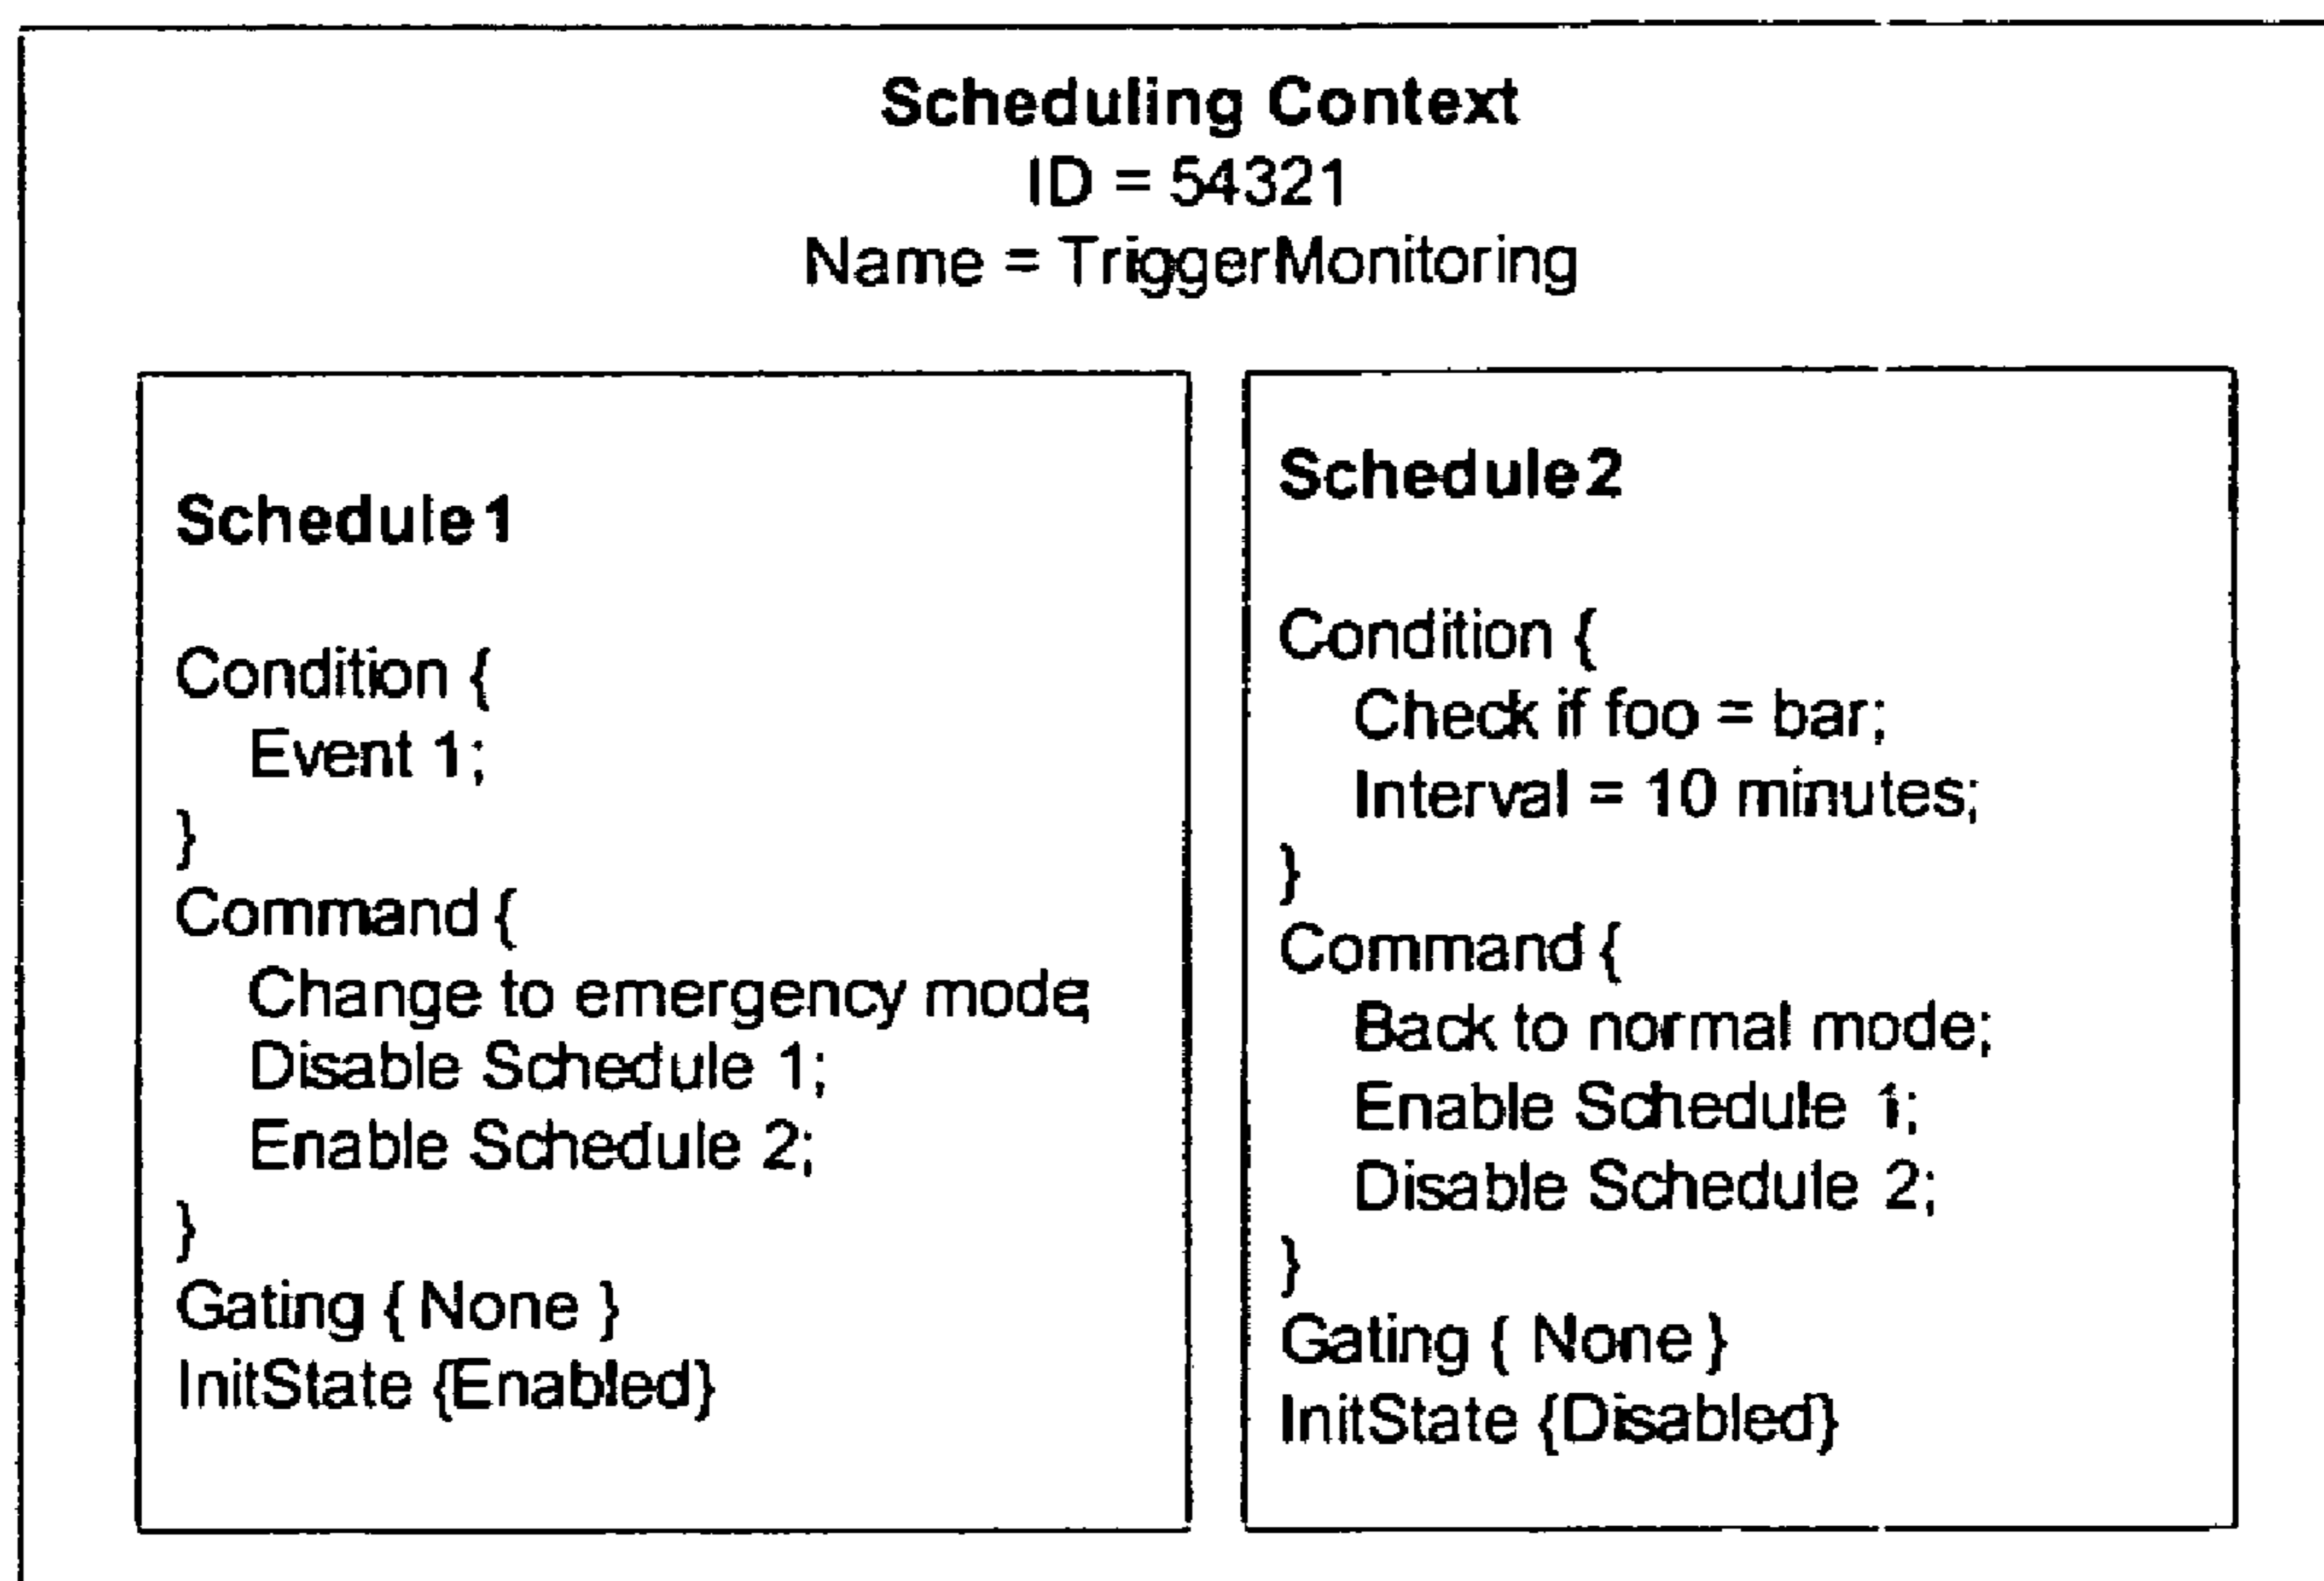 Scheduling Context
ID = 54321
Name = TriggerMonitoring
Schedule1
Condition {
Event 1;
}
Command {
Change to emergency mode;
Disable Schedule 1;
Enable Schedule 2;
}
Gating { None }
InitState {Enabled}
Schedule2
Condition {
Check if foo = bar;
Interval = 10 minutes;
}
Command {
Back to normal mode;
Enable Schedule 1;
Disable Schedule 2;
}
Gating { None }
InitState {Disabled}